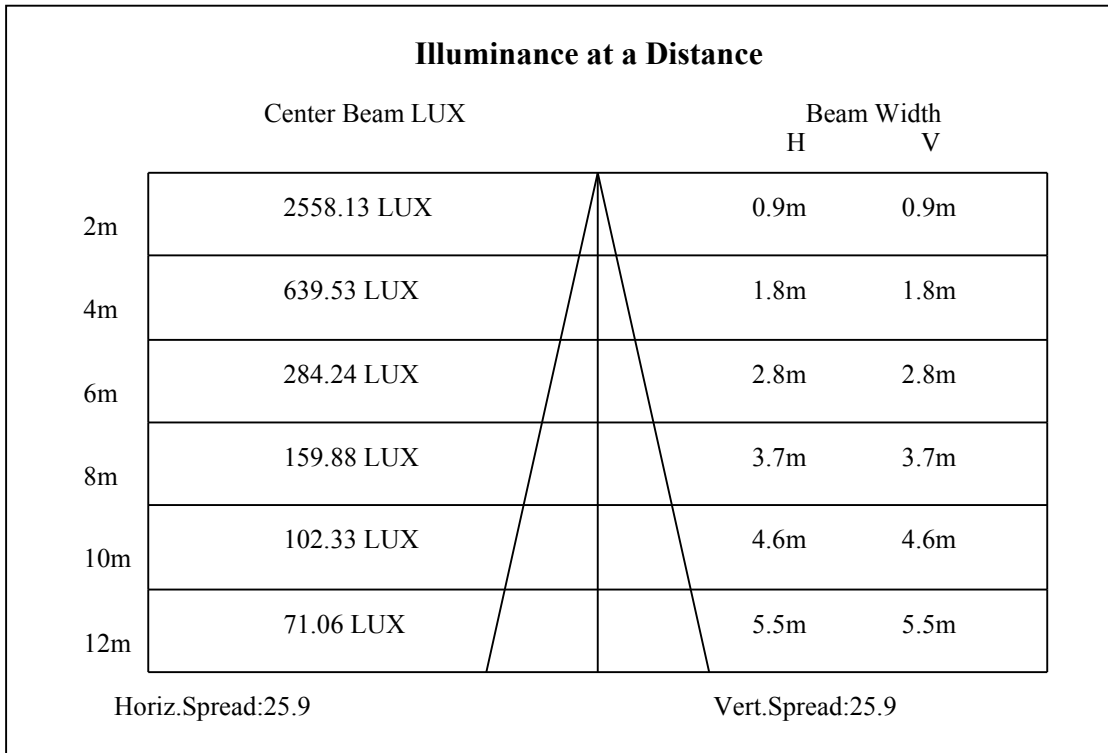 Illuminance at a Distance
Center Beam LUX Beam Width
H V
2m 2558.13 LUX 0.9m 0.9m
4m 639.53 LUX 1.8m 1.8m
6m 284.24 LUX 2.8m 2.8m
8m 159.88 LUX 3.7m 3.7m
10m 102.33 LUX 4.6m 4.6m
12m 71.06 LUX 5.5m 5.5m
Horiz.Spread:25.9 Vert.Spread:25.9